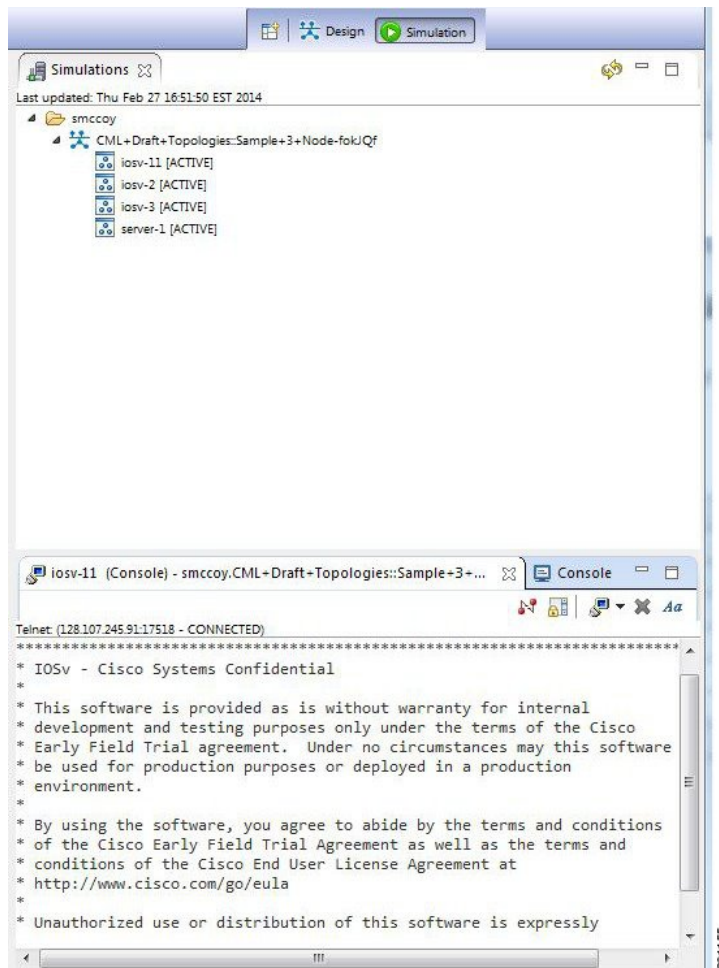 Design Simulation
Simulations
Last updated: Thu Feb 27 16:51:50 EST 2014
smccoy
CML+Draft+Topologies::Sample+3+Node-fokJQf
iosv-11 [ACTIVE]
iosv-2 [ACTIVE]
iosv-3 [ACTIVE]
server-1 [ACTIVE]
iosv-11 (Console) - smccoy.CML+Draft+Topologies::Sample+3+... Console
Aa
Telnet: (128.107.245.91:17518 - CONNECTED)
**************************************************************************
* IOSv - Cisco Systems Confidential
*
* This software is provided as is without warranty for internal
* development and testing purposes only under the terms of the Cisco
* Early Field Trial agreement.  Under no circumstances may this software
* be used for production purposes or deployed in a production
* environment.
*
* By using the software, you agree to abide by the terms and conditions
* of the Cisco Early Field Trial Agreement as well as the terms and
* conditions of the Cisco End User License Agreement at
* http://www.cisco.com/go/eula
*
* Unauthorized use or distribution of this software is expressly